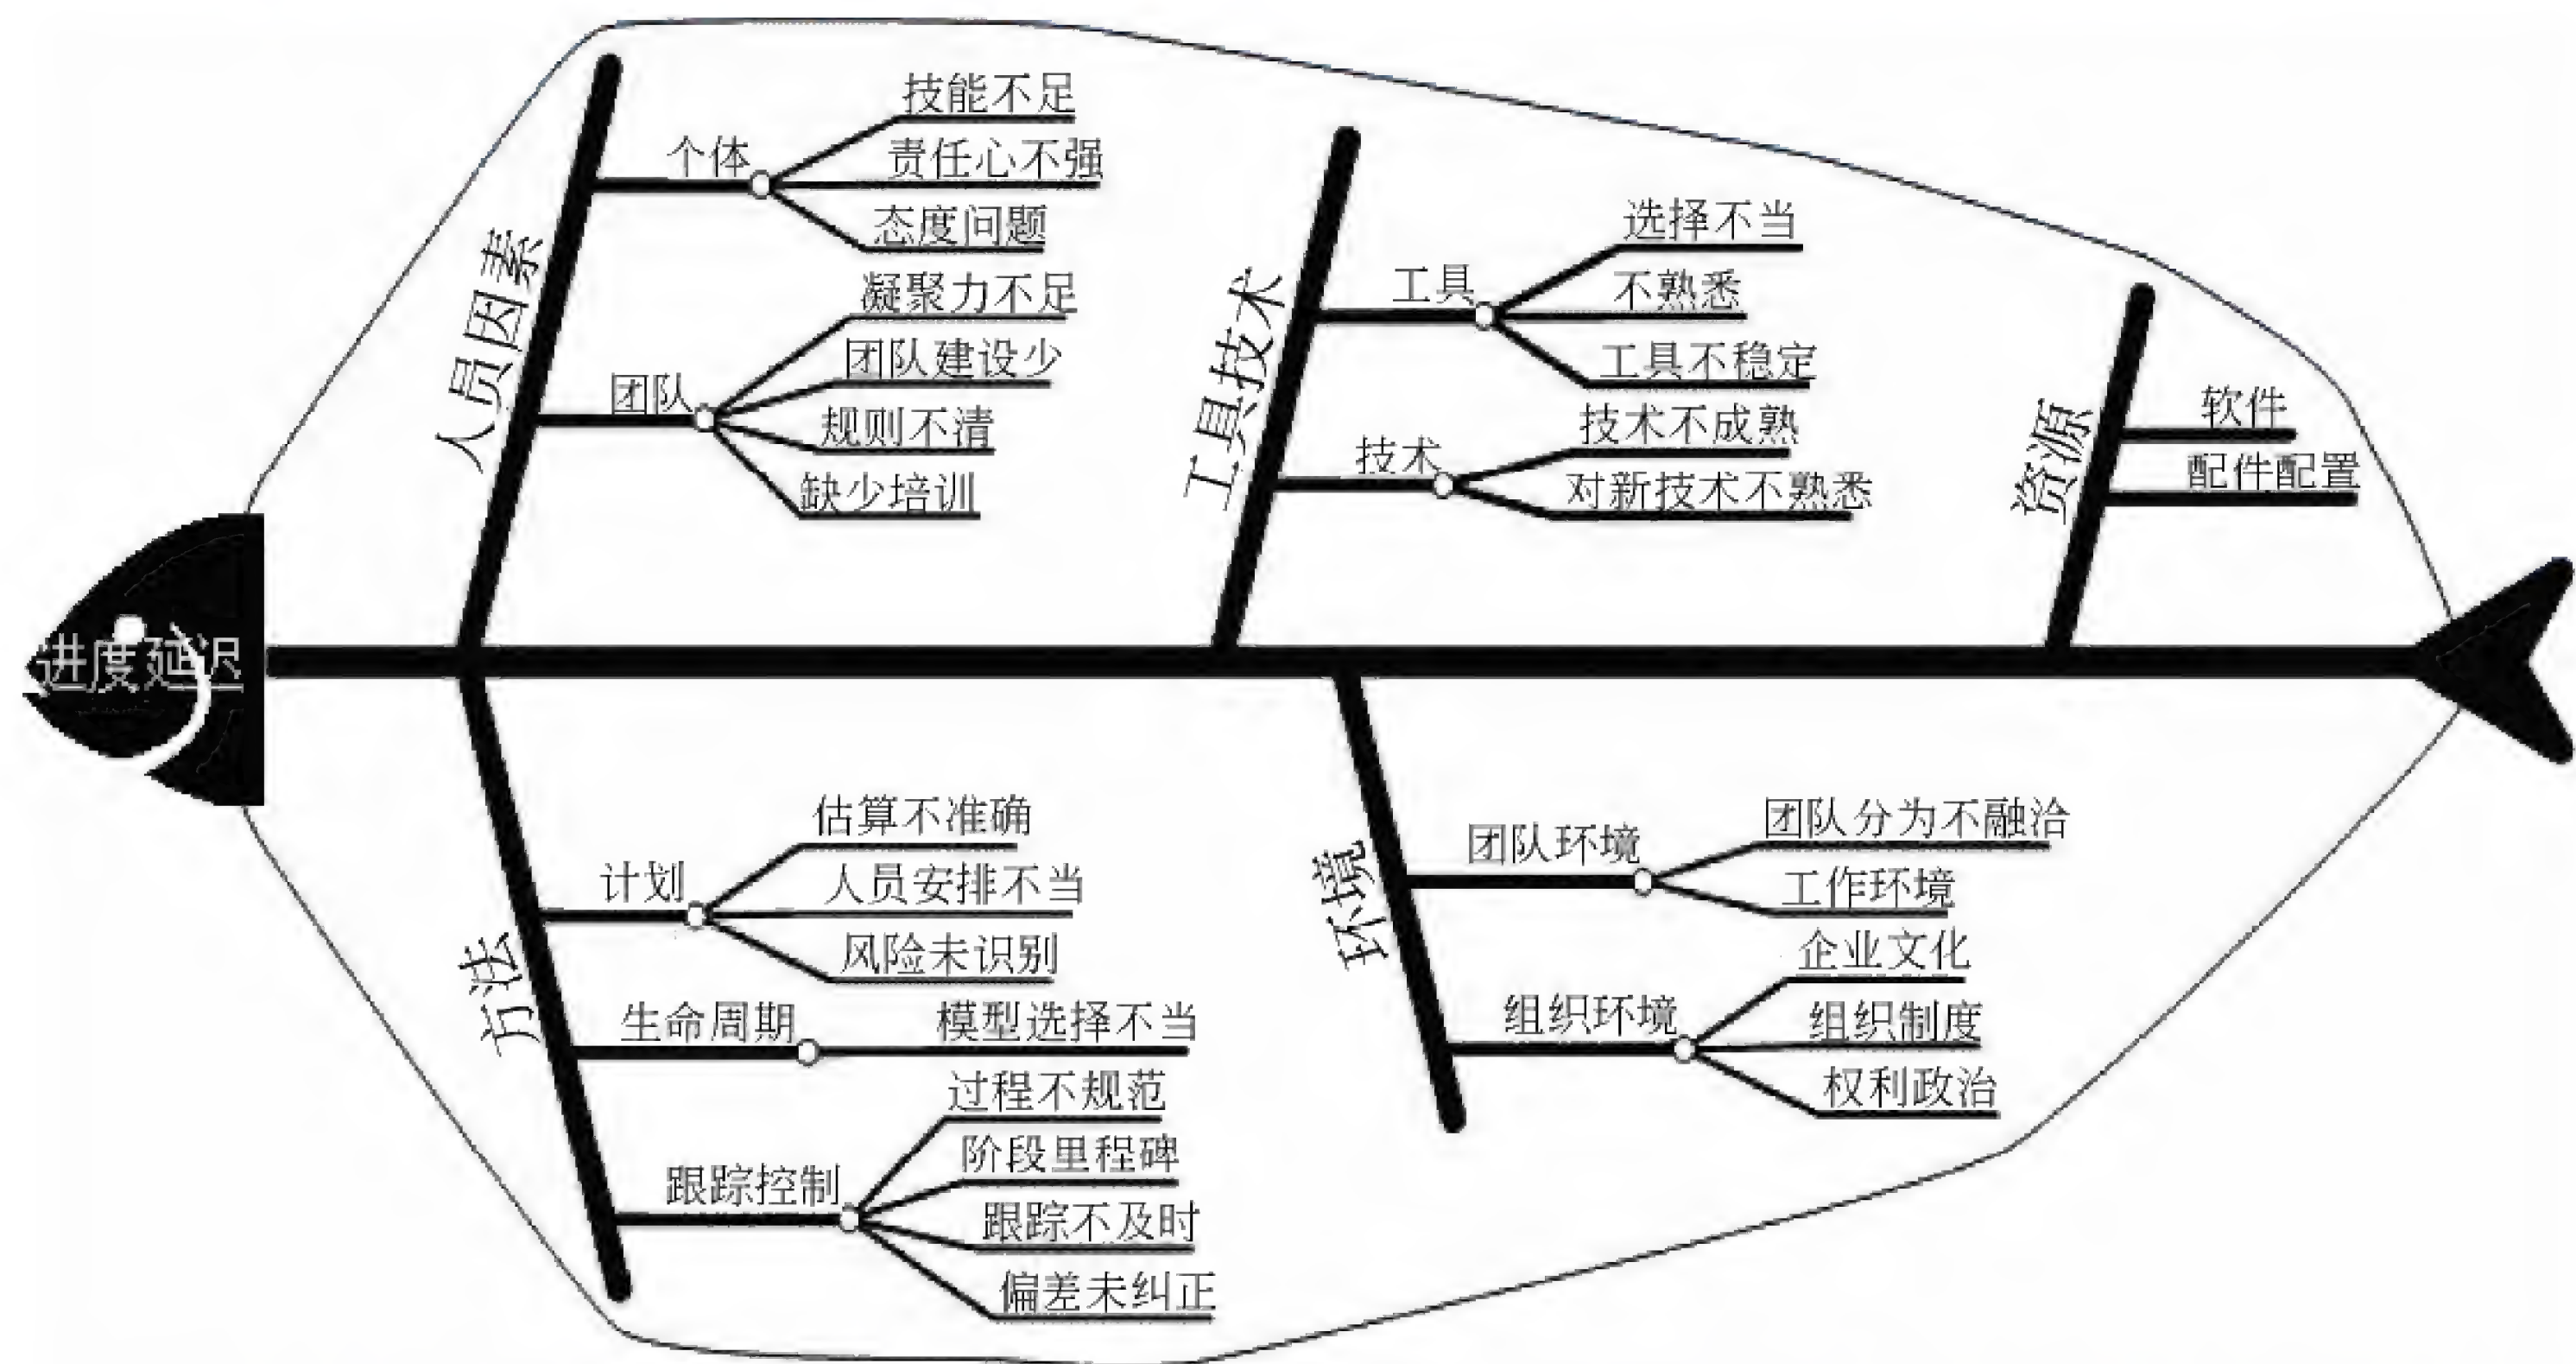 进度延迟
人员因素
个体
技能不足
责任心不强
态度问题
团队
凝聚力不足
团队建设少
规则不清
缺少培训
工具技术
工具
选择不当
不熟悉
工具不稳定
技术
技术不成熟
对新技术不熟悉
资源
软件
配件配置
方法
计划
估算不准确
人员安排不当
风险未识别
生命周期
模型选择不当
跟踪控制
过程不规范
阶段里程碑
跟踪不及时
偏差未纠正
环境
团队环境
团队分为不融洽
工作环境
组织环境
企业文化
组织制度
权利政治